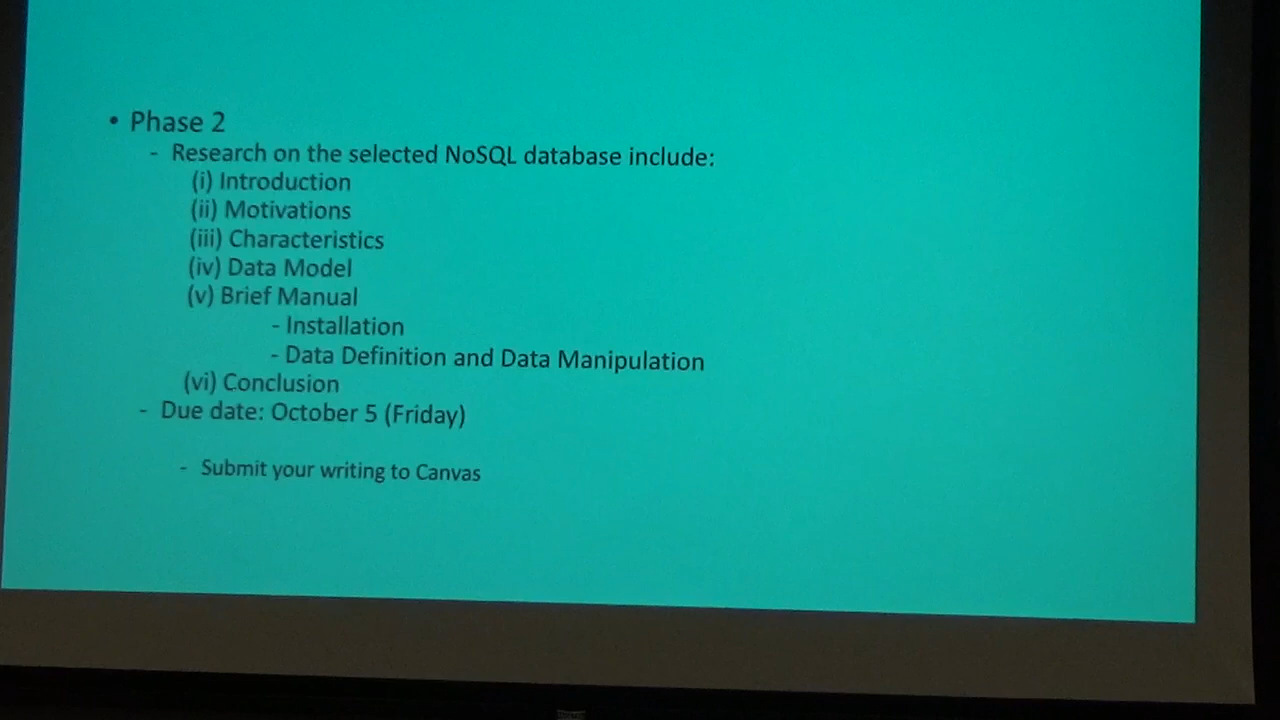 • Phase 2
- Research on the selected NoSQL database include:
(i) Introduction
(ii) Motivations
(iii) Characteristics
(iv) Data Model
(v) Brief Manual
- Installation
- Data Definition and Data Manipulation
(vi) Conclusion
- Due date: October 5 (Friday)
- Submit your writing to Canvas